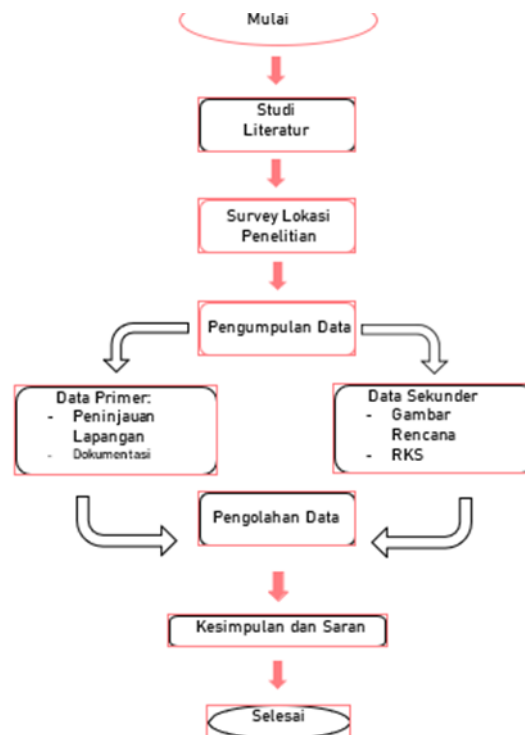 Mulai
Studi
Literatur
Survey Lokasi
Penelitian
Pengumpulan Data
Data Primer:
- Peninjauan
Lapangan
- Dokumentasi
Data Sekunder
- Gambar
Rencana
- RKS
Pengolahan Data
Kesimpulan dan Saran
Selesai